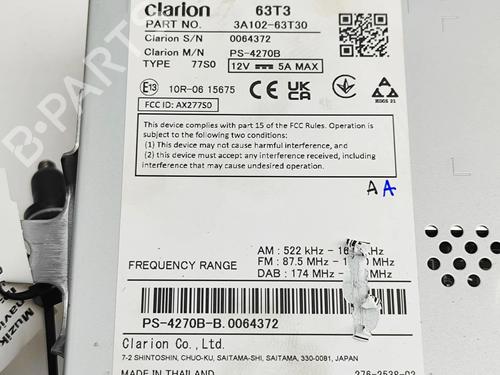 clarion 63T3
PART NO. 3A102-63T30
Clarion S/N 0064372
Clarion M/N PS-4270B
TYPE 77S0 12V 5A MAX
E13 10R-06 15675 CE UK CA
FCC ID: AX277S0
This device complies with part 15 of the FCC Rules. Operation is
subject to the following two conditions:
(1) This device may not cause harmful interference, and
(2) this device must accept any interference received, including
interference that may cause undesired operation.
A A
AM : 522 kHz -
FM : 87.5 MHz - MHz
FREQUENCY RANGE
DAB : 174 MHz - MHz
PS-4270B-B.0064372
Clarion Co., Ltd.
7-2 SHINTOSHIN, CHUO-KU, SAITAMA-SHI, SAITAMA, 330-0081, JAPAN
MADE IN THAILAND
B-PARTS
Muzik